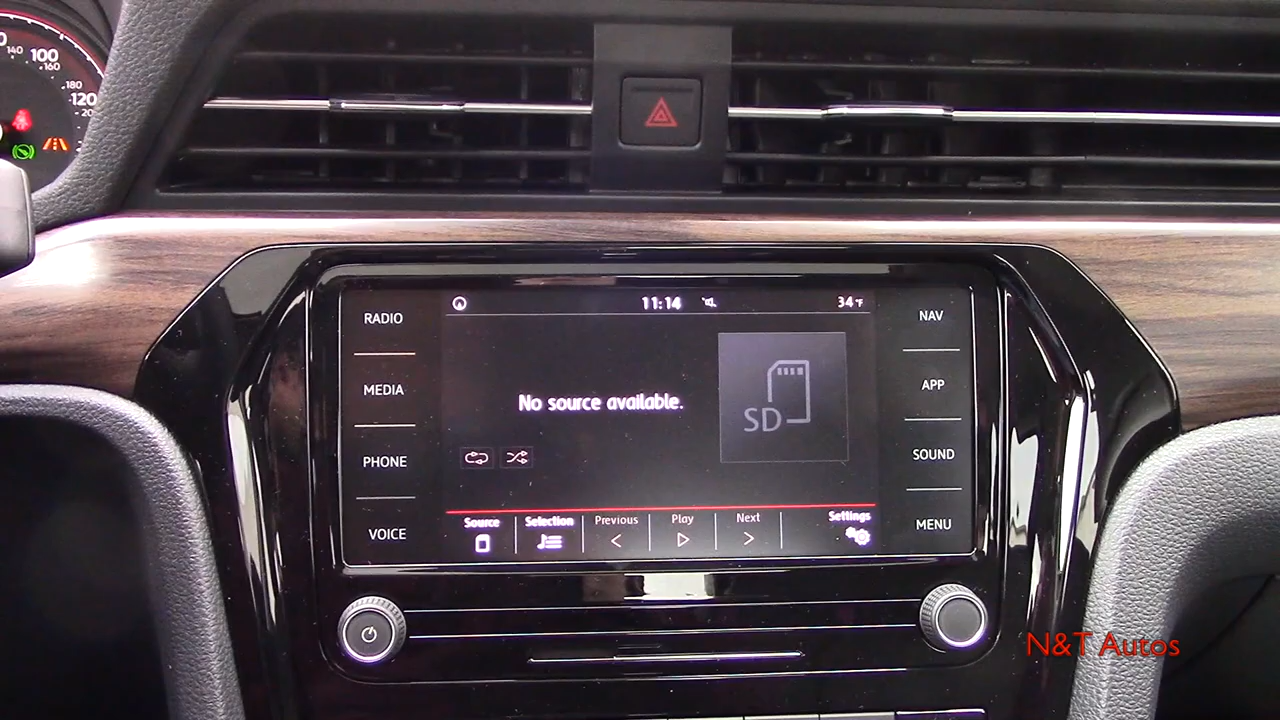 100
140
160
180
120
11:14
34°F
RADIO
MEDIA
PHONE
VOICE
No source available.
SD
NAV
APP
SOUND
MENU
Source
Selection
Previous
Play
Next
Settings
N&T Autos